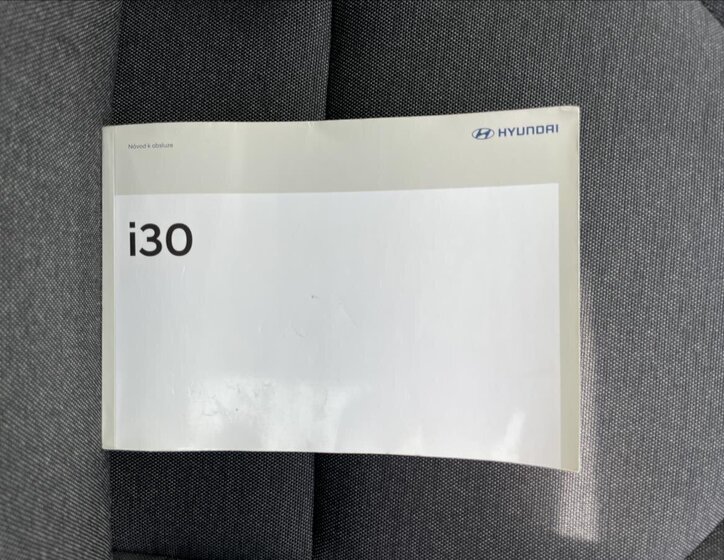 Návod k obsluze
HYUNDAI
i30